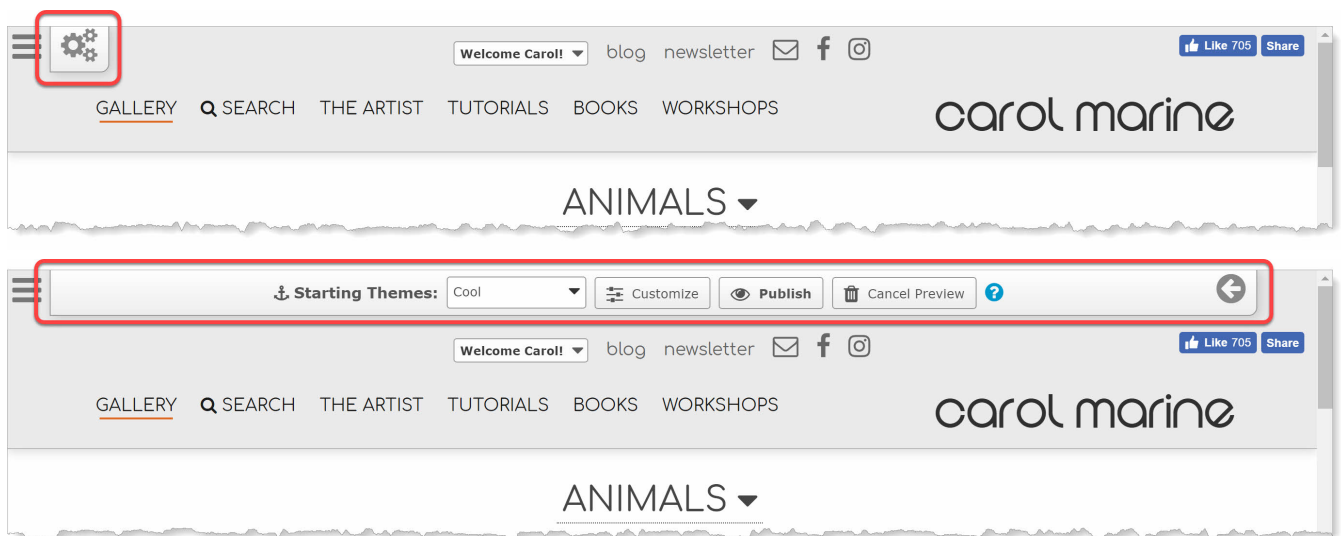 Welcome Carol! blog newsletter Like 705 Share
GALLERY SEARCH THE ARTIST TUTORIALS BOOKS WORKSHOPS carol marine
ANIMALS
Starting Themes: Cool Customize Publish Cancel Preview ?
Welcome Carol! blog newsletter f Like 705 Share
GALLERY SEARCH THE ARTIST TUTORIALS BOOKS WORKSHOPS carol marine
ANIMALS